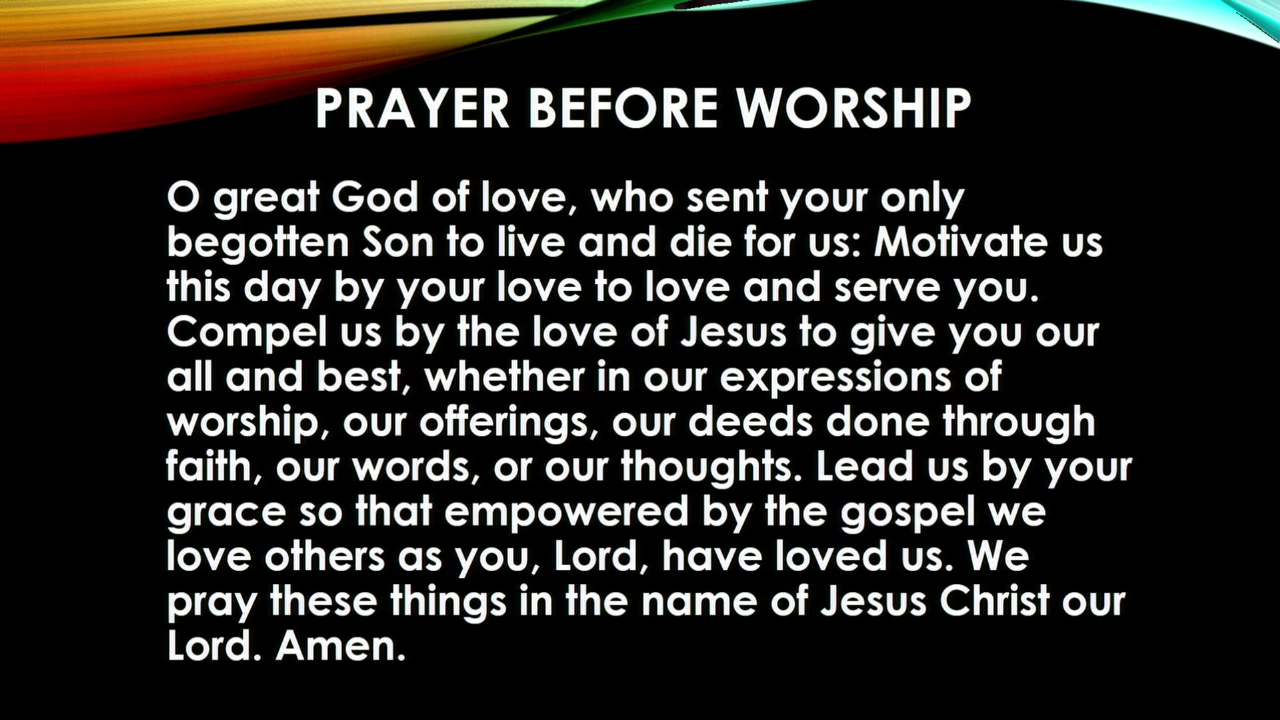 PRAYER BEFORE WORSHIP
O great God of love, who sent your only
begotten Son to live and die for us: Motivate us
this day by your love to love and serve you.
Compel us by the love of Jesus to give you our
all and best, whether in our expressions of
worship, our offerings, our deeds done through
faith, our words, or our thoughts. Lead us by your
grace so that empowered by the gospel we
love others as you, Lord, have loved us. We
pray these things in the name of Jesus Christ our
Lord. Amen.